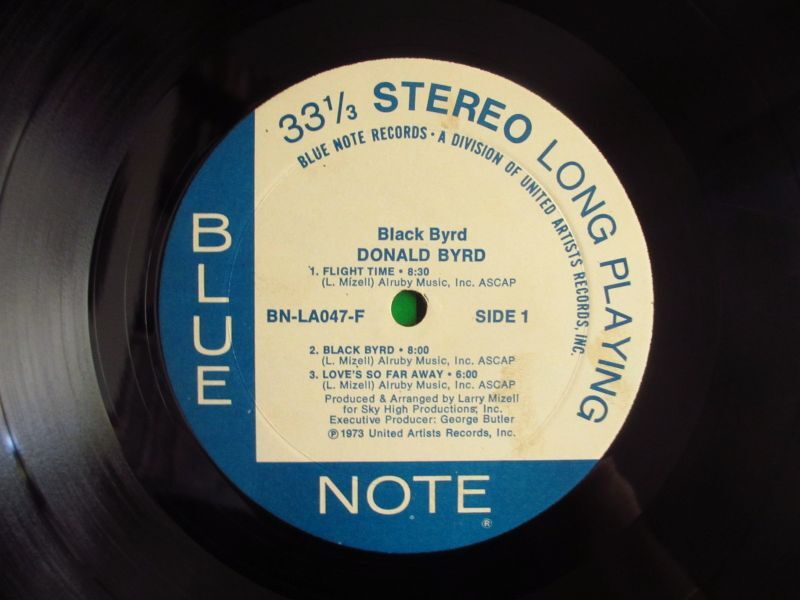 33⅓ STEREO LONG PLAYING
BLUE NOTE RECORDS • A DIVISION OF UNITED ARTISTS RECORDS, INC.
Black Byrd
DONALD BYRD
1. FLIGHT TIME • 8:30
(L. Mizell) Alruby Music, Inc. ASCAP
BN-LA047-F SIDE 1
2. BLACK BYRD • 8:00
(L. Mizell) Alruby Music, Inc. ASCAP
3. LOVE'S SO FAR AWAY • 6:00
(L. Mizell) Alruby Music, Inc. ASCAP
Produced & Arranged by Larry Mizell
for Sky High Productions, Inc.
Executive Producer: George Butler
℗ 1973 United Artists Records, Inc.
BLUE
NOTE ®